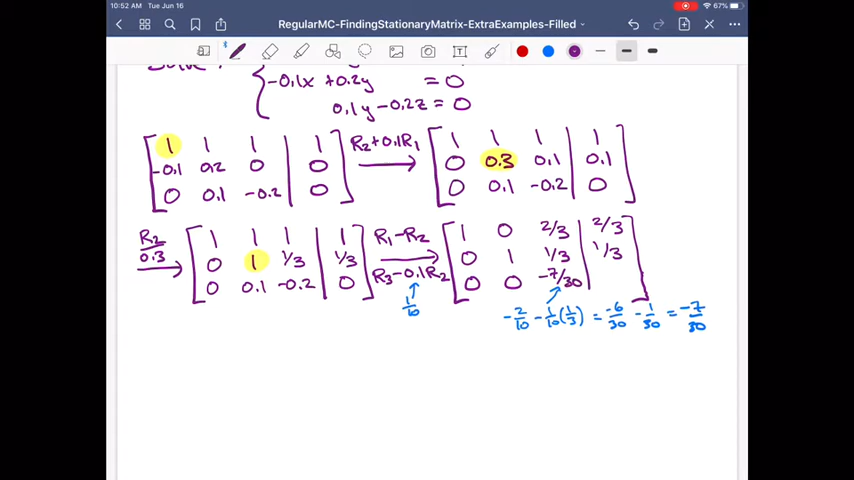 10:52 AM Tue Jun 16
67%
RegularMC-FindingStationaryMatrix-ExtraExamples-Filled
-0.1x +0.2y = 0
0.1y -0.2z = 0
1 1 1 | 1
-0.1 0.2 0 | 0
0 0.1 -0.2 | 0
R2+0.1R1
1 1 1 | 1
0 0.3 0.1 | 0.1
0 0.1 -0.2 | 0
R2
0.3
1 1 1 | 1
0 1 1/3 | 1/3
0 0.1 -0.2 | 0
R1-R2
R3-0.1R2
1/10
1 0 2/3 | 2/3
0 1 1/3 | 1/3
0 0 -7/30 |
-2/10 -1/10(1/3) = -6/30 -1/30 = -7/30